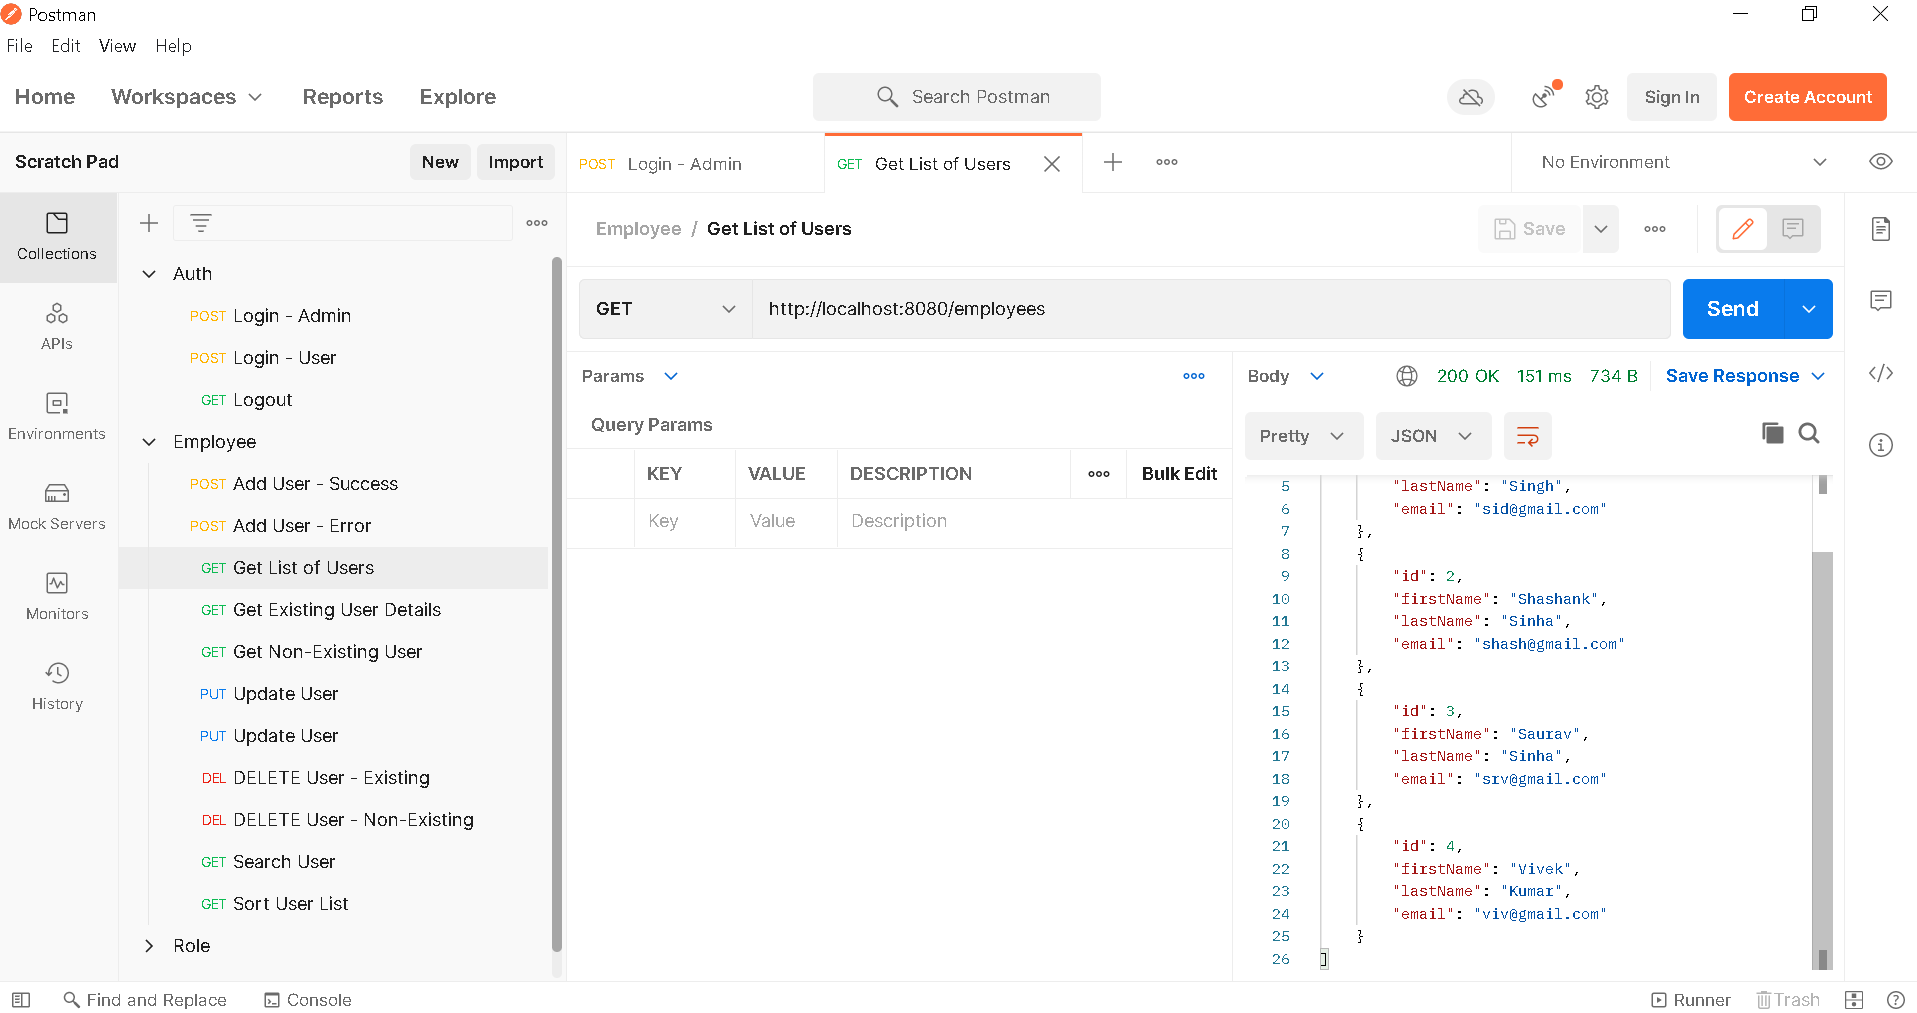 Postman
File Edit View Help
Home Workspaces Reports Explore Search Postman Sign In Create Account
Scratch Pad New Import
POST Login - Admin GET Get List of Users No Environment
Collections
APIs
Environments
Mock Servers
Monitors
History
Auth
POST Login - Admin
POST Login - User
GET Logout
Employee
POST Add User - Success
POST Add User - Error
GET Get List of Users
GET Get Existing User Details
GET Get Non-Existing User
PUT Update User
PUT Update User
DEL DELETE User - Existing
DEL DELETE User - Non-Existing
GET Search User
GET Sort User List
Role
Employee / Get List of Users Save
GET http://localhost:8080/employees Send
Params
Query Params
KEY VALUE DESCRIPTION Bulk Edit
Key Value Description
Body 200 OK 151 ms 734 B Save Response
Pretty JSON
5 "lastName": "Singh",
6 "email": "sid@gmail.com"
7 },
8 {
9 "id": 2,
10 "firstName": "Shashank",
11 "lastName": "Sinha",
12 "email": "shash@gmail.com"
13 },
14 {
15 "id": 3,
16 "firstName": "Saurav",
17 "lastName": "Sinha",
18 "email": "srv@gmail.com"
19 },
20 {
21 "id": 4,
22 "firstName": "Vivek",
23 "lastName": "Kumar",
24 "email": "viv@gmail.com"
25 }
26 ]
Find and Replace Console Runner Trash